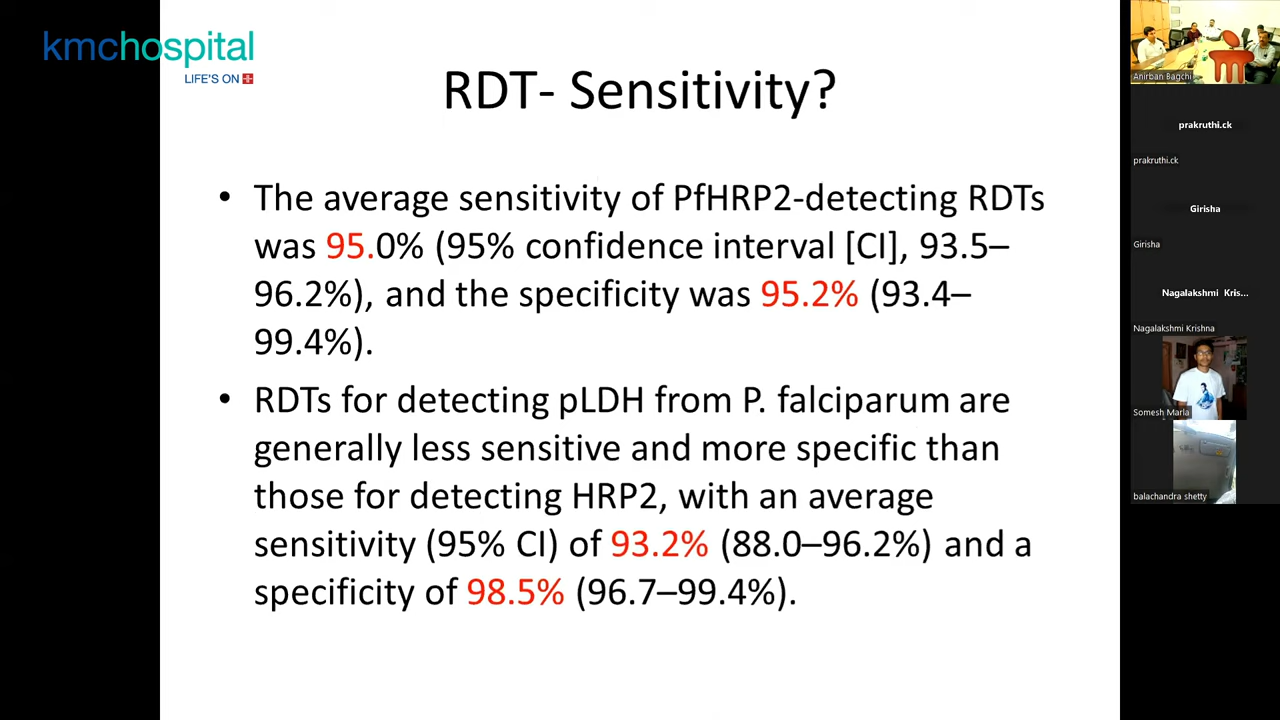 kmchospital
LIFE'S ON
RDT- Sensitivity?
• The average sensitivity of PfHRP2-detecting RDTs
was 95.0% (95% confidence interval [CI], 93.5–
96.2%), and the specificity was 95.2% (93.4–
99.4%).
• RDTs for detecting pLDH from P. falciparum are
generally less sensitive and more specific than
those for detecting HRP2, with an average
sensitivity (95% CI) of 93.2% (88.0–96.2%) and a
specificity of 98.5% (96.7–99.4%).
Anirban Bagchi
prakruthi.ck
prakruthi.ck
Girisha
Girisha
Nagalakshmi Kris...
Nagalakshmi Krishna
Somesh Marla
balachandra shetty